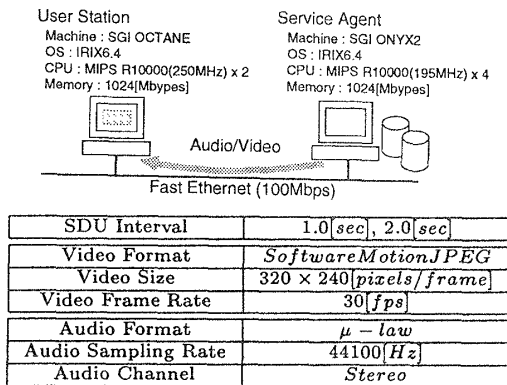 User Station
Machine : SGI OCTANE
OS : IRIX6.4
CPU : MIPS R10000(250MHz) x 2
Memory : 1024[Mbypes]
Service Agent
Machine : SGI ONYX2
OS : IRIX6.4
CPU : MIPS R10000(195MHz) x 4
Memory : 1024[Mbypes]
Audio/Video
Fast Ethernet (100Mbps)
SDU Interval 1.0[sec], 2.0[sec]
Video Format SoftwareMotionJPEG
Video Size 320 × 240[pixels/frame]
Video Frame Rate 30[fps]
Audio Format μ − law
Audio Sampling Rate 44100[Hz]
Audio Channel Stereo